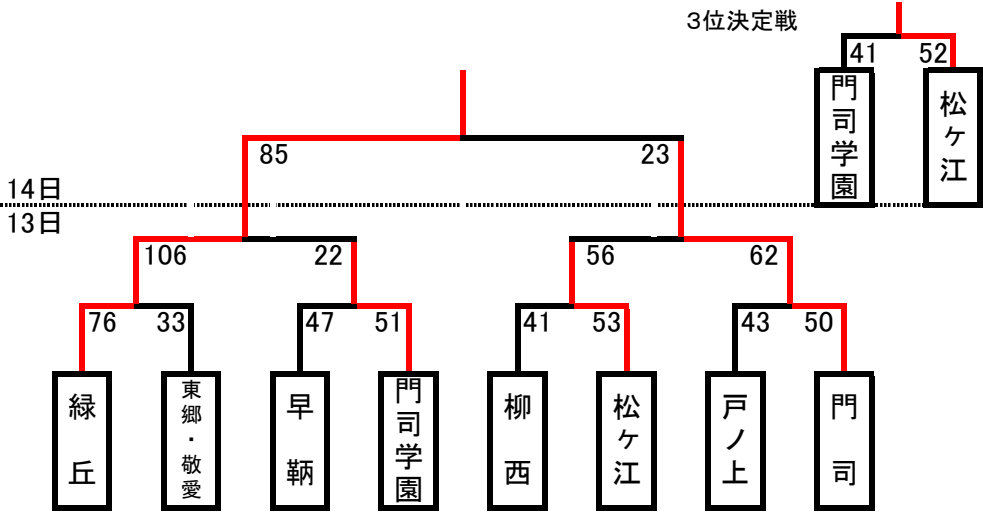 3位決定戦
41 52
門司学園
松ヶ江
85 23
14日
13日
106 22 56 62
76 33 47 51 41 53 43 50
緑丘
東郷・敬愛
早鞆
門司学園
柳西
松ヶ江
戸ノ上
門司